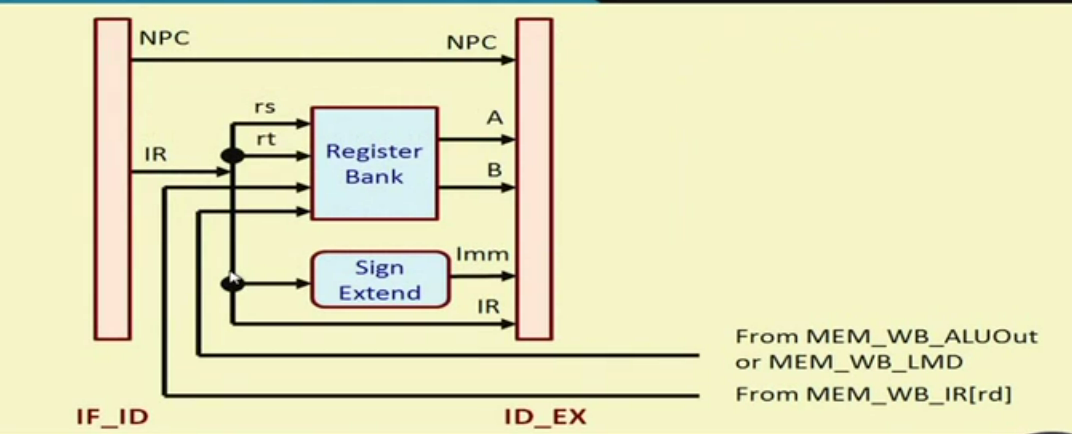 NPC
NPC
rs
A
rt
IR
Register
Bank
B
Imm
Sign
Extend
IR
From MEM_WB_ALUOut
or MEM_WB_LMD
From MEM_WB_IR[rd]
IF_ID
ID_EX